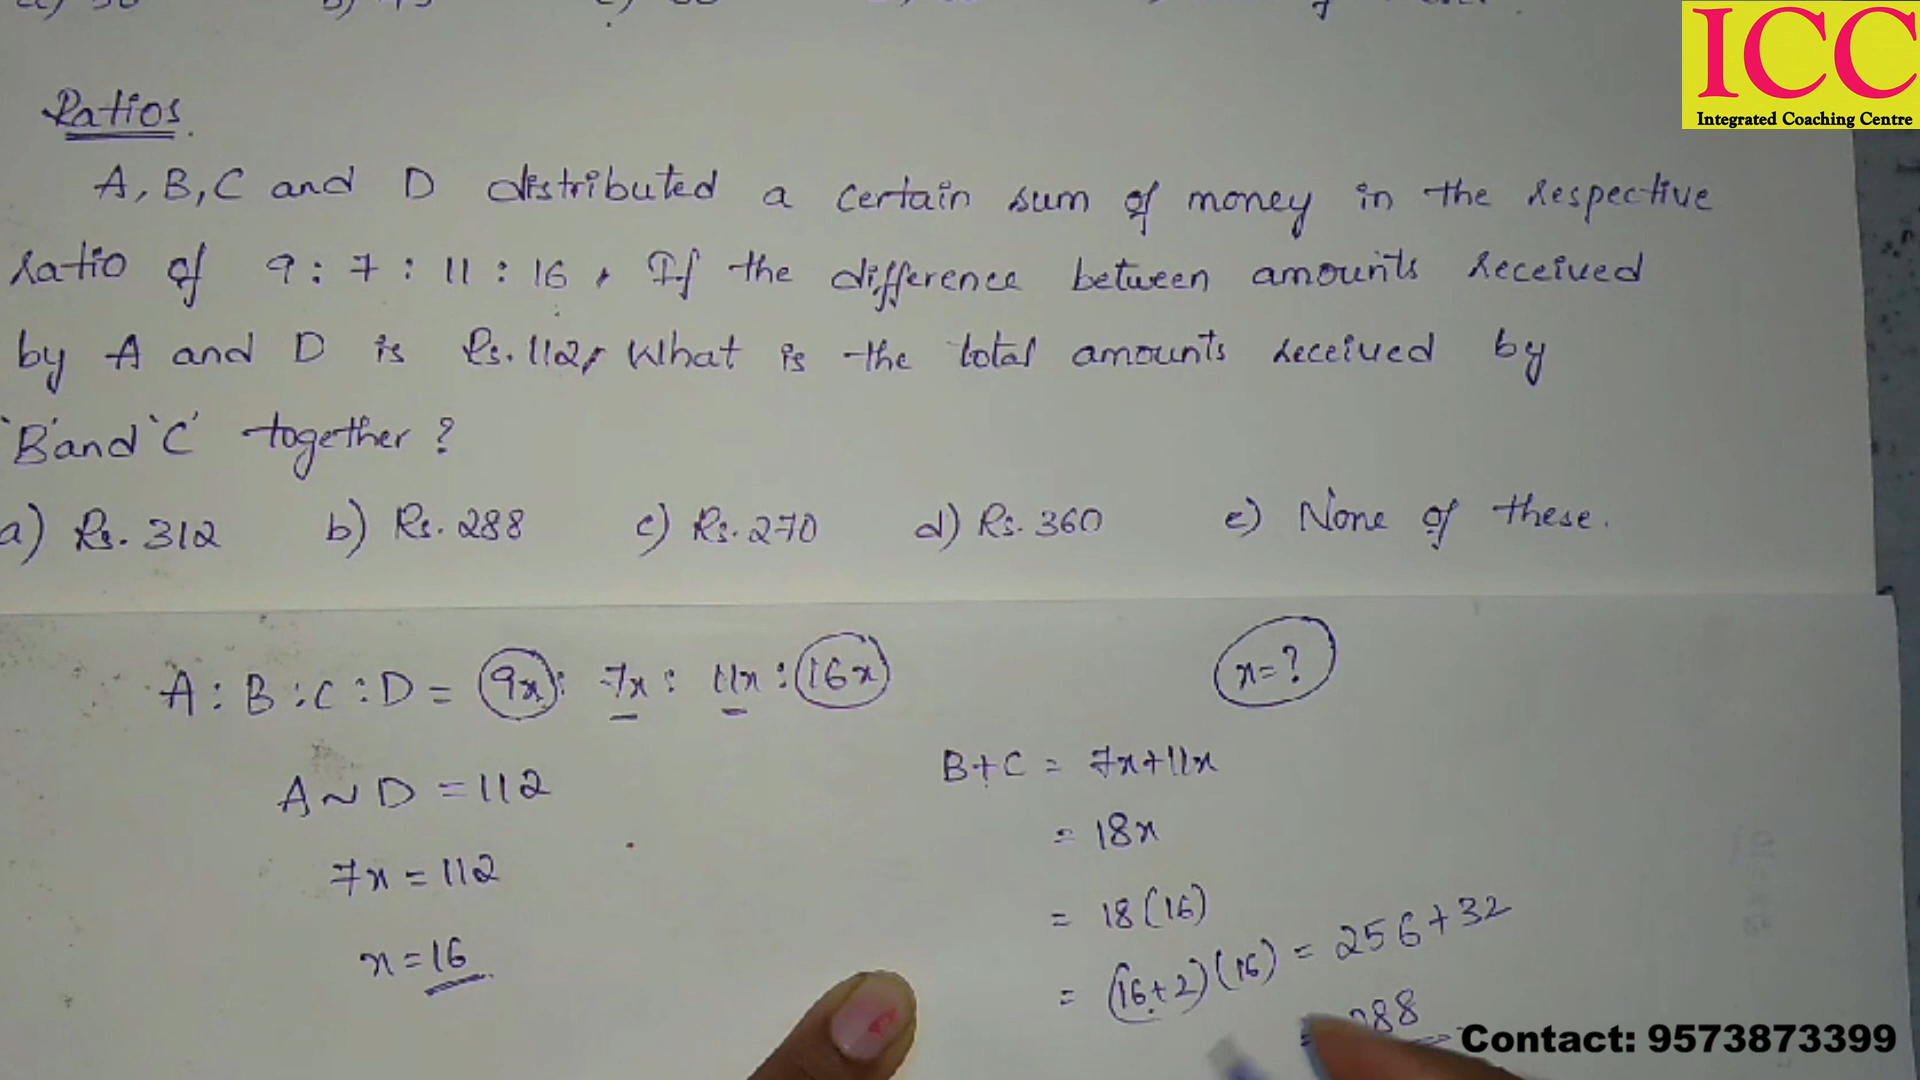 ICC
Integrated Coaching Centre
Ratios.
A, B, C and D distributed a certain sum of money in the respective
ratio of 9 : 7 : 11 : 16, If the difference between amounts received
by A and D is Rs. 112, What is the total amounts received by
'B' and 'C' together ?
a) Rs. 312 b) Rs. 288 c) Rs. 270 d) Rs. 360 e) None of these.
A : B : C : D = 9x : 7x : 11x : 16x
x = ?
A ~ D = 112
7x = 112
x = 16
B + C = 7x + 11x
= 18x
= 18(16)
= (16+2)(16) = 256 + 32
= 288
Contact: 9573873399